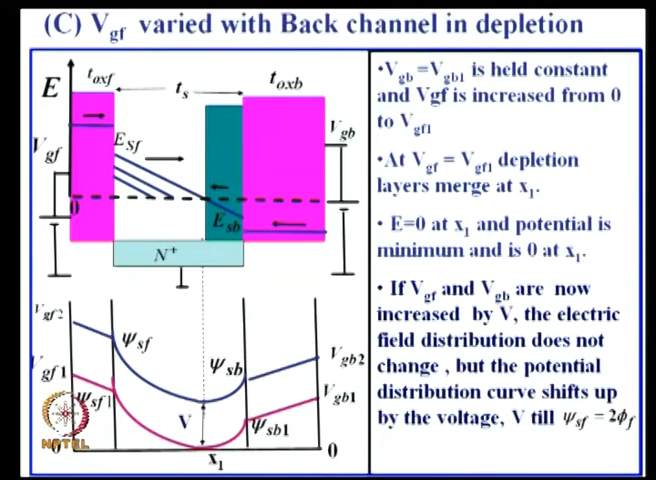 (C) Vgf varied with Back channel in depletion
E
toxf
ts
toxb
Vgf
ESf
Vgb
0
Esb
N+
Vgf2
ψsf
ψsb
Vgb2
Vgf1
ψsf1
V
ψsb1
Vgb1
0
x1
0
NPTEL
•Vgb =Vgb1 is held constant
and Vgf is increased from 0
to Vgf1
•At Vgf = Vgf1 depletion
layers merge at x1.
• E=0 at x1 and potential is
minimum and is 0 at x1.
• If Vgf and Vgb are now
increased by V, the electric
field distribution does not
change , but the potential
distribution curve shifts up
by the voltage, V till ψsf = 2ϕf